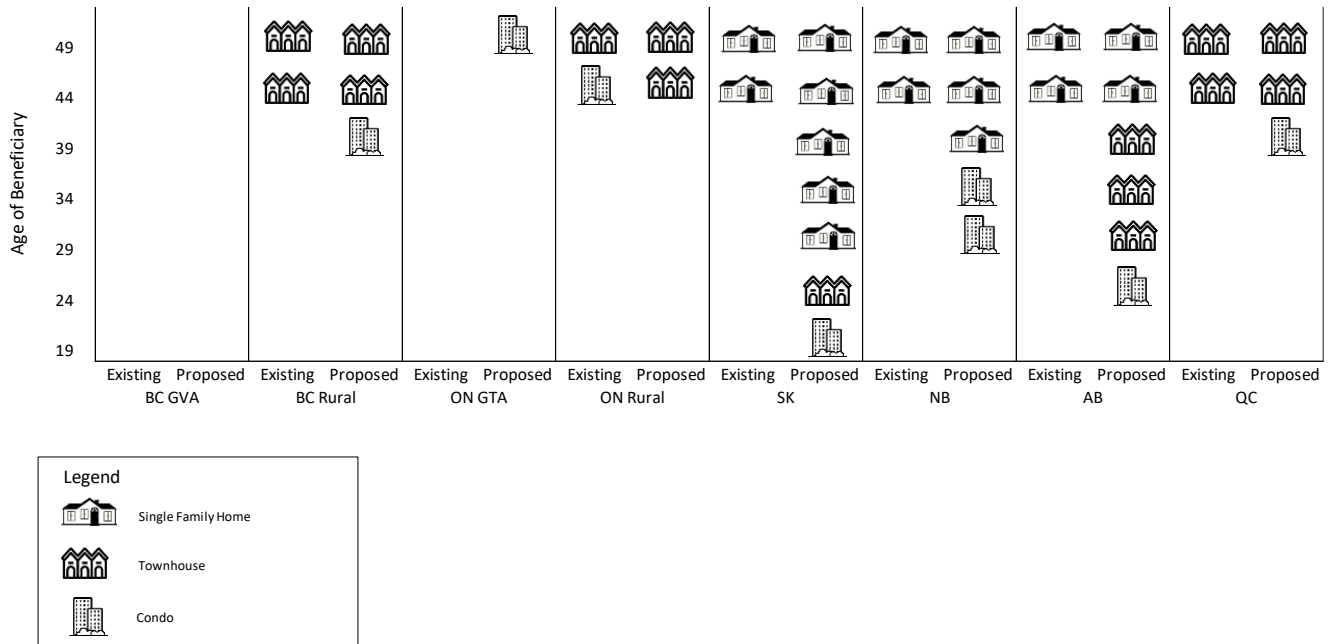 Age of Beneficiary
49
44
39
34
29
24
19
Existing Proposed Existing Proposed Existing Proposed Existing Proposed Existing Proposed Existing Proposed Existing Proposed Existing Proposed
BC GVA BC Rural ON GTA ON Rural SK NB AB QC
Legend
Single Family Home
Townhouse
Condo